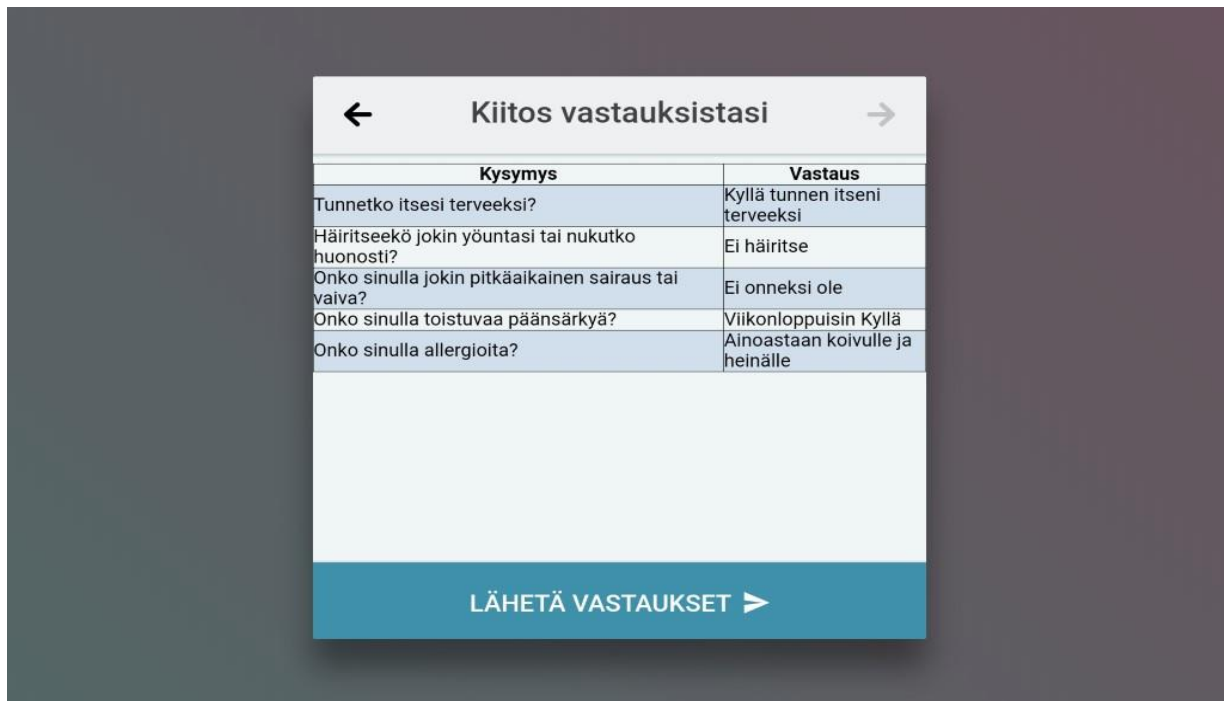 Kiitos vastauksistasi
Kysymys Vastaus
Tunnetko itsesi terveeksi? Kyllä tunnen itseni
terveeksi
Häiritseekö jokin yöuntasi tai nukutko
huonosti? Ei häiritse
Onko sinulla jokin pitkäaikainen sairaus tai
vaiva? Ei onneksi ole
Onko sinulla toistuvaa päänsärkyä? Viikonloppuisin Kyllä
Onko sinulla allergioita? Ainoastaan koivulle ja
heinälle
LÄHETÄ VASTAUKSET